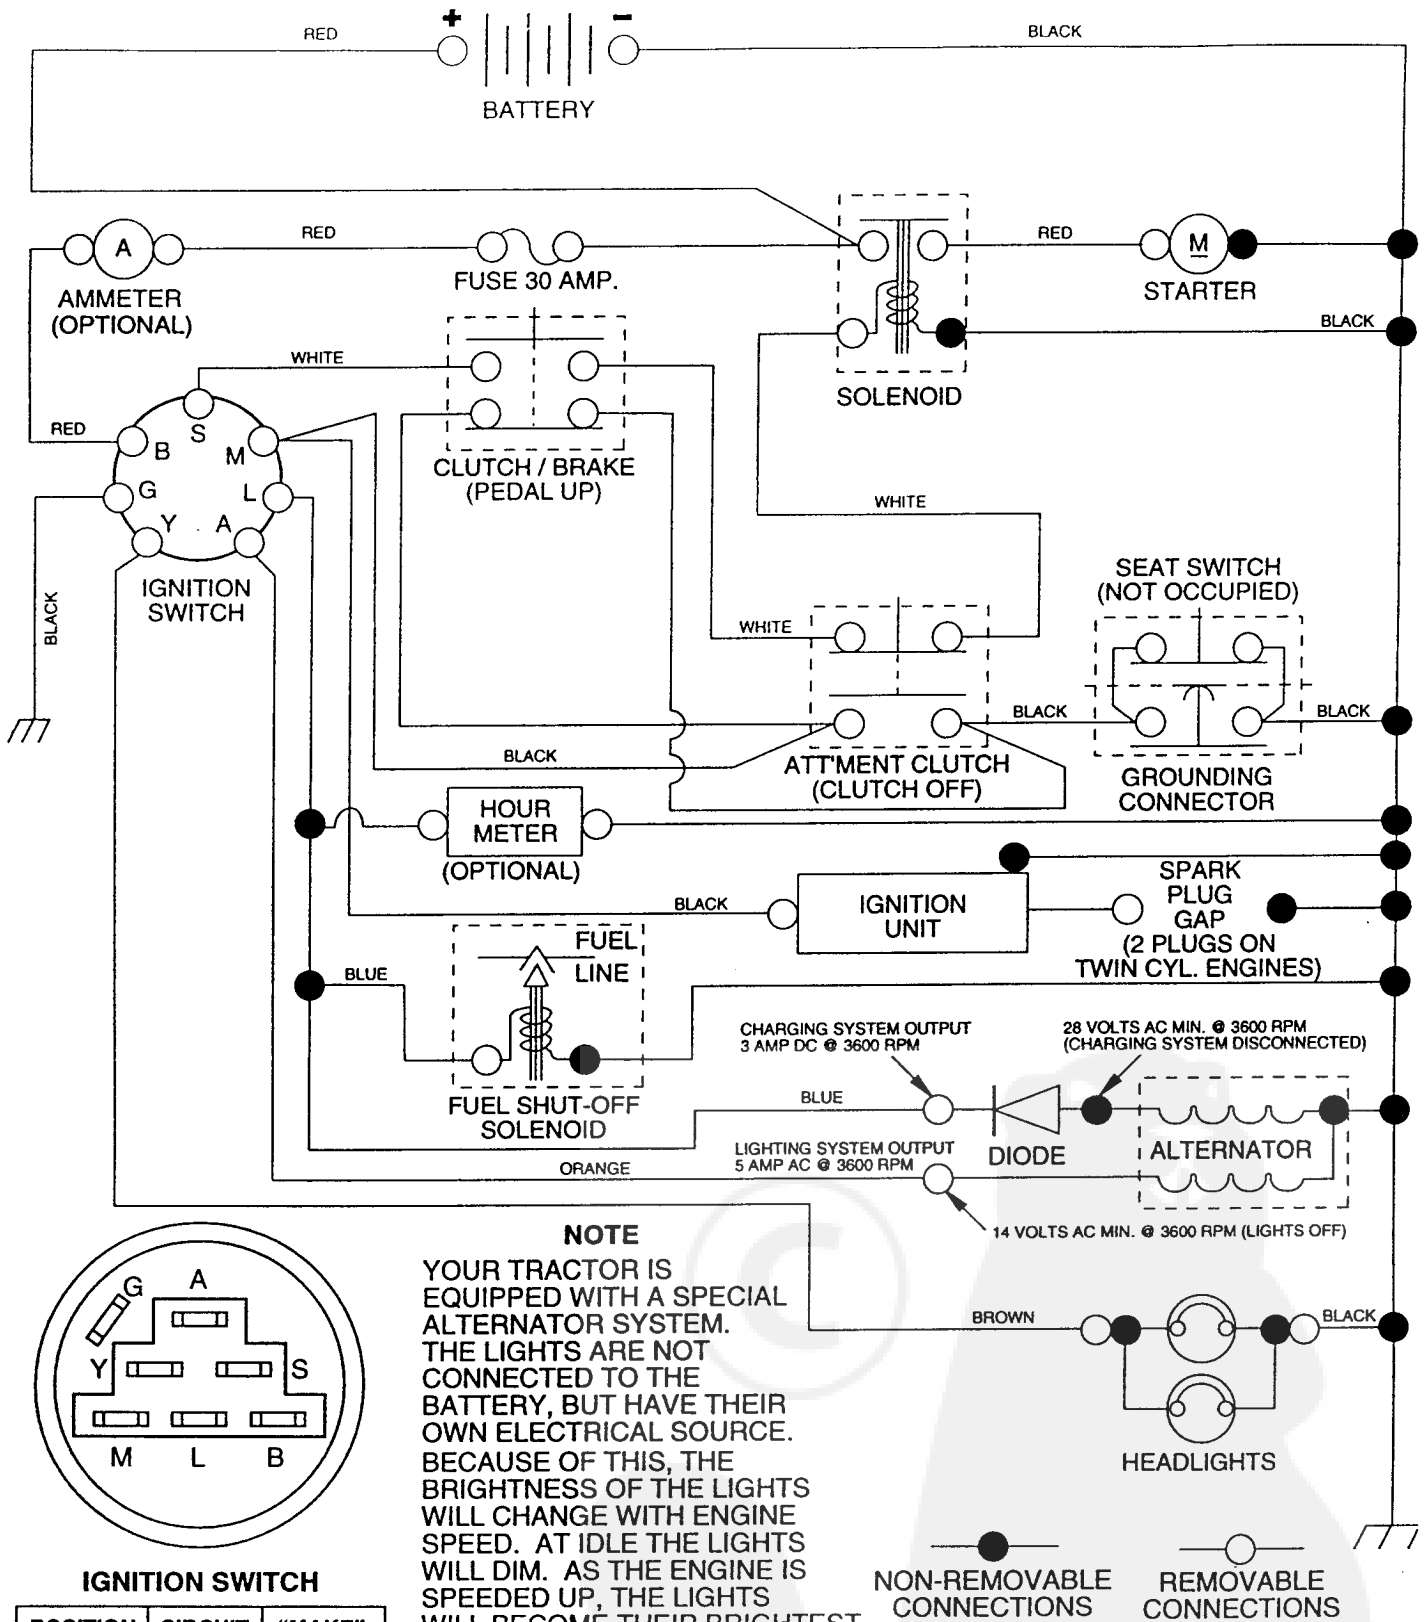 + −
RED
BLACK
BATTERY
A
RED
RED
M
FUSE 30 AMP.
STARTER
AMMETER
(OPTIONAL)
BLACK
WHITE
SOLENOID
S
RED
B
M
CLUTCH / BRAKE
(PEDAL UP)
G
L
WHITE
Y
A
IGNITION
SWITCH
BLACK
SEAT SWITCH
(NOT OCCUPIED)
WHITE
BLACK
BLACK
BLACK
ATT'MENT CLUTCH
(CLUTCH OFF)
GROUNDING
CONNECTOR
HOUR
METER
(OPTIONAL)
BLACK
IGNITION
UNIT
SPARK
PLUG
GAP
(2 PLUGS ON
TWIN CYL. ENGINES)
FUEL
LINE
BLUE
CHARGING SYSTEM OUTPUT
3 AMP DC @ 3600 RPM
28 VOLTS AC MIN. @ 3600 RPM
(CHARGING SYSTEM DISCONNECTED)
FUEL SHUT-OFF
SOLENOID
BLUE
DIODE
ALTERNATOR
LIGHTING SYSTEM OUTPUT
5 AMP AC @ 3600 RPM
ORANGE
14 VOLTS AC MIN. @ 3600 RPM (LIGHTS OFF)
©
BROWN
BLACK
HEADLIGHTS
G
A
Y
S
M
L
B
IGNITION SWITCH
POSITION CIRCUIT "MAKE"
NOTE
YOUR TRACTOR IS
EQUIPPED WITH A SPECIAL
ALTERNATOR SYSTEM.
THE LIGHTS ARE NOT
CONNECTED TO THE
BATTERY, BUT HAVE THEIR
OWN ELECTRICAL SOURCE.
BECAUSE OF THIS, THE
BRIGHTNESS OF THE LIGHTS
WILL CHANGE WITH ENGINE
SPEED. AT IDLE THE LIGHTS
WILL DIM. AS THE ENGINE IS
SPEEDED UP, THE LIGHTS
WILL BECOME THEIR BRIGHTEST
NON-REMOVABLE
CONNECTIONS
REMOVABLE
CONNECTIONS